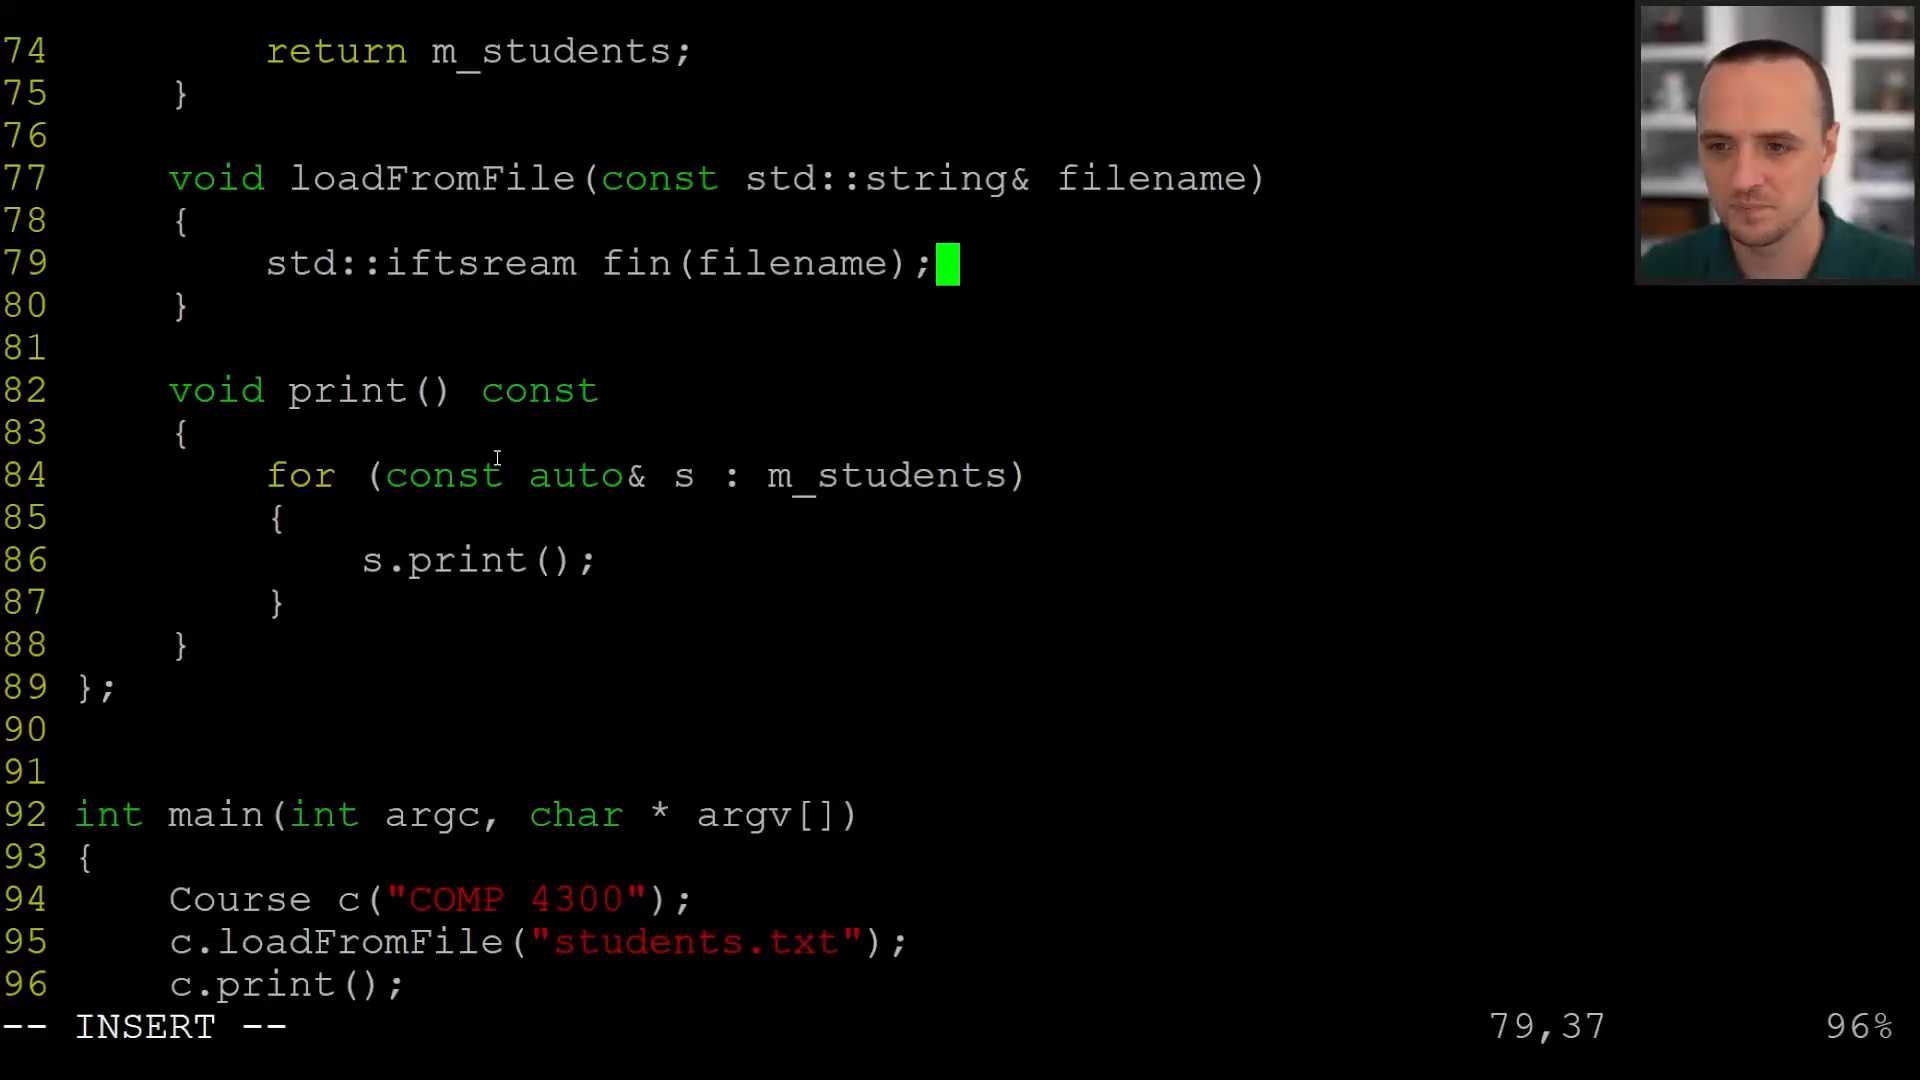 74 return m_students;
75 }
76
77 void loadFromFile(const std::string& filename)
78 {
79 std::iftsream fin(filename);
80 }
81
82 void print() const
83 {
84 for (const auto& s : m_students)
85 {
86 s.print();
87 }
88 }
89 };
90
91
92 int main(int argc, char * argv[])
93 {
94 Course c("COMP 4300");
95 c.loadFromFile("students.txt");
96 c.print();
-- INSERT -- 79,37 96%